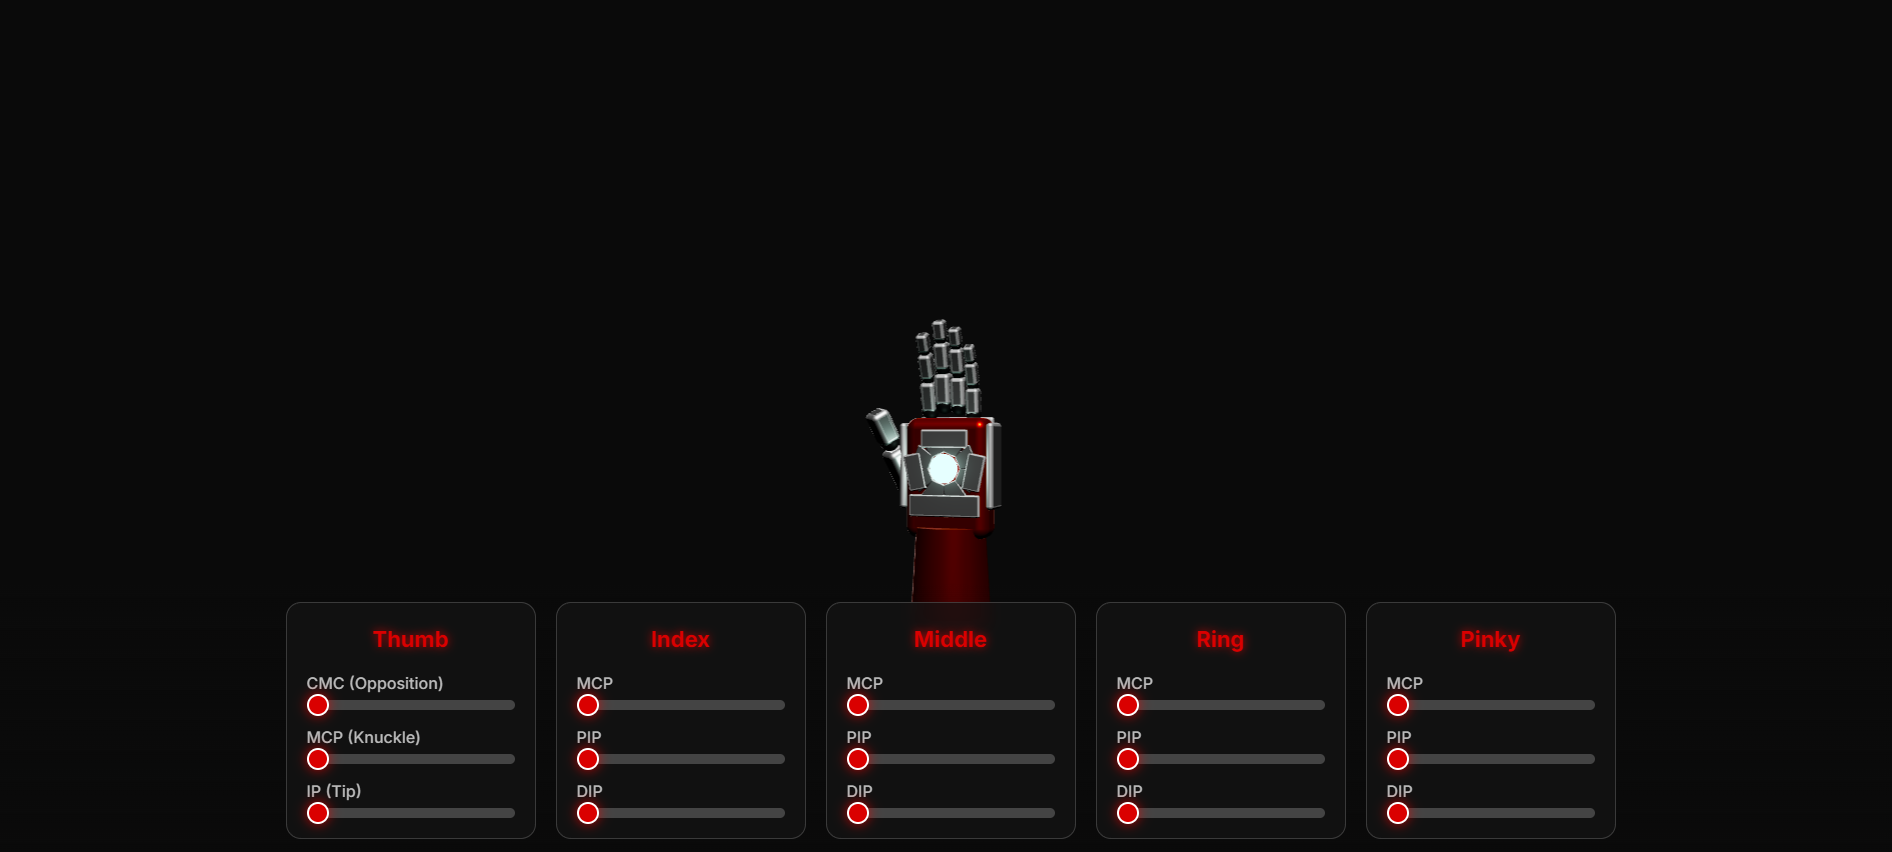 Thumb
CMC (Opposition)
MCP (Knuckle)
IP (Tip)
Index
MCP
PIP
DIP
Middle
MCP
PIP
DIP
Ring
MCP
PIP
DIP
Pinky
MCP
PIP
DIP